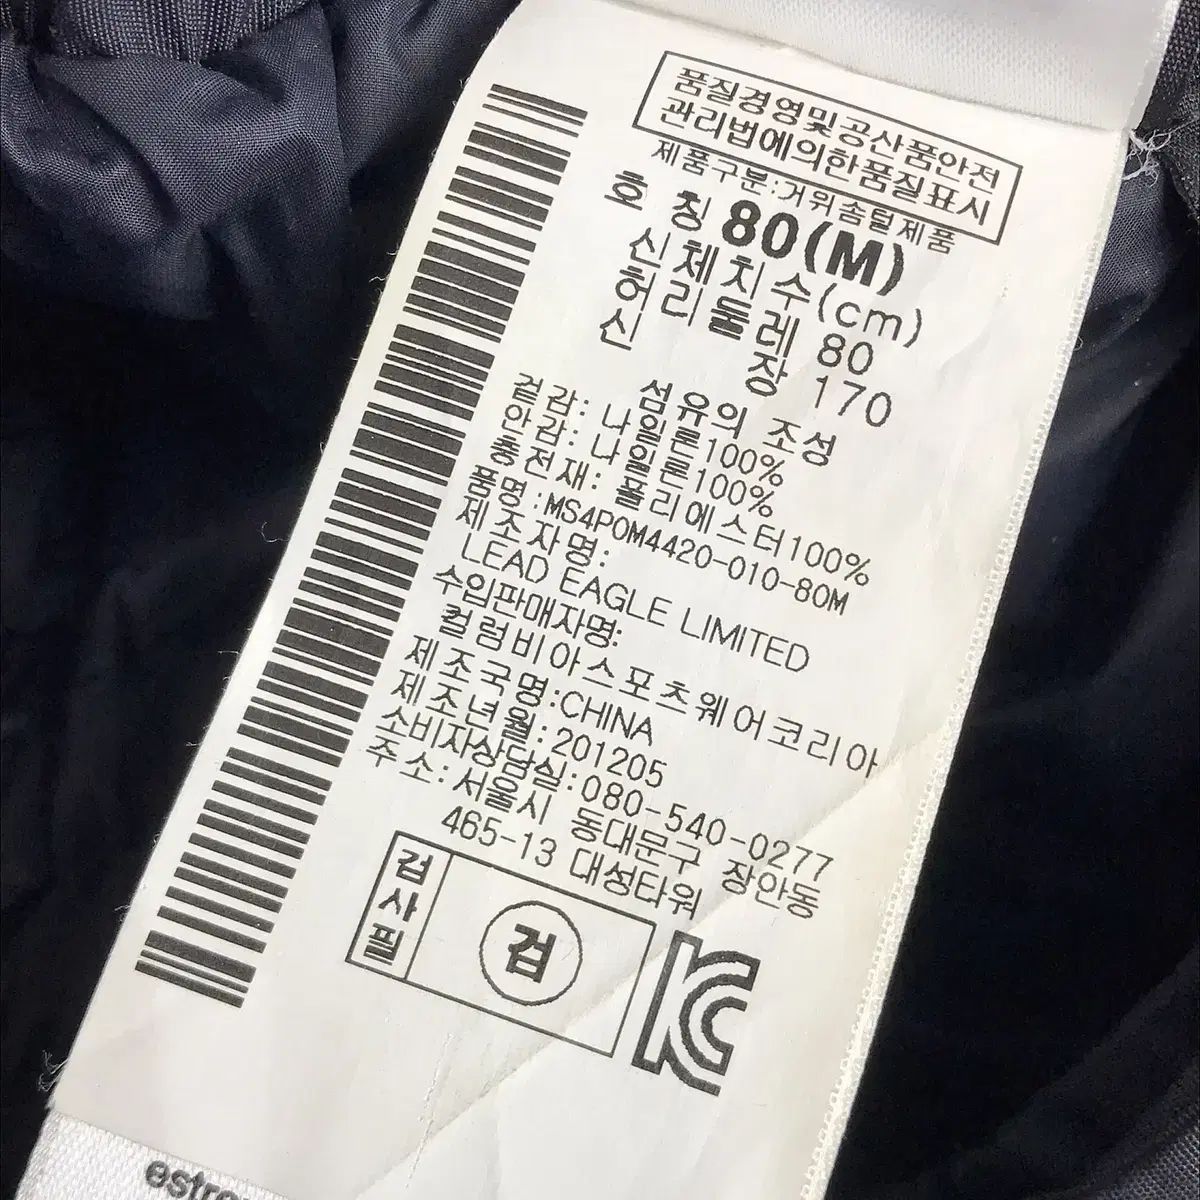 품질경영및공산품안전
관리법에의한품질표시
제품구분:거위솜털제품
호 칭 80(M)
신체치수(cm)
허리둘레 80
신 장 170
섬유의 조성
겉감: 나일론100%
안감: 나일론100%
충전재: 폴리에스터100%
품명:MS4P0M4420-010-80M
제조자명:
LEAD EAGLE LIMITED
수입판매자명:
컬럼비아스포츠웨어코리아
제조국명:CHINA
제조년월:201205
소비자상담실:080-540-0277
주소:서울시 동대문구 장안동
465-13 대성타워
검사필
검
KC